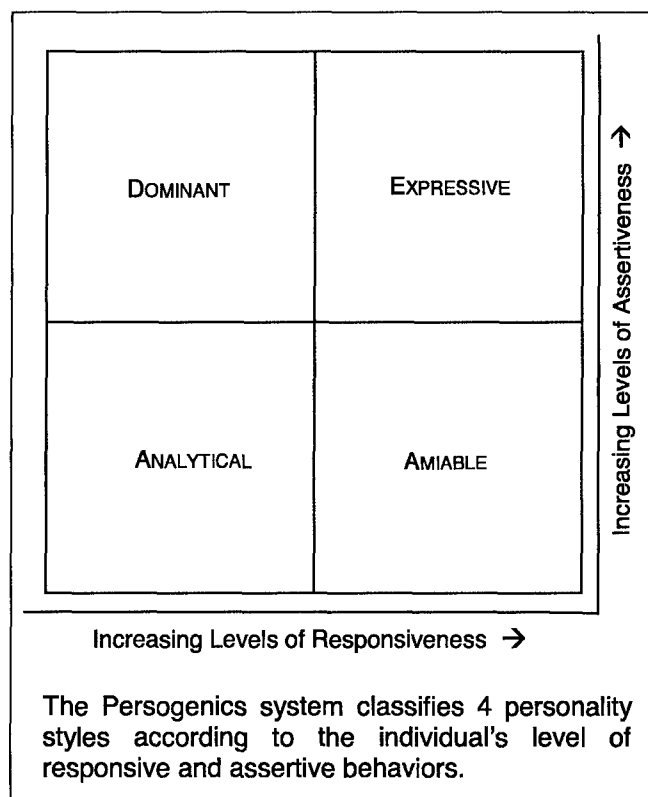 DOMINANT
EXPRESSIVE
ANALYTICAL
AMIABLE
Increasing Levels of Assertiveness →
Increasing Levels of Responsiveness →
The Persogenics system classifies 4 personality
styles according to the individual's level of
responsive and assertive behaviors.